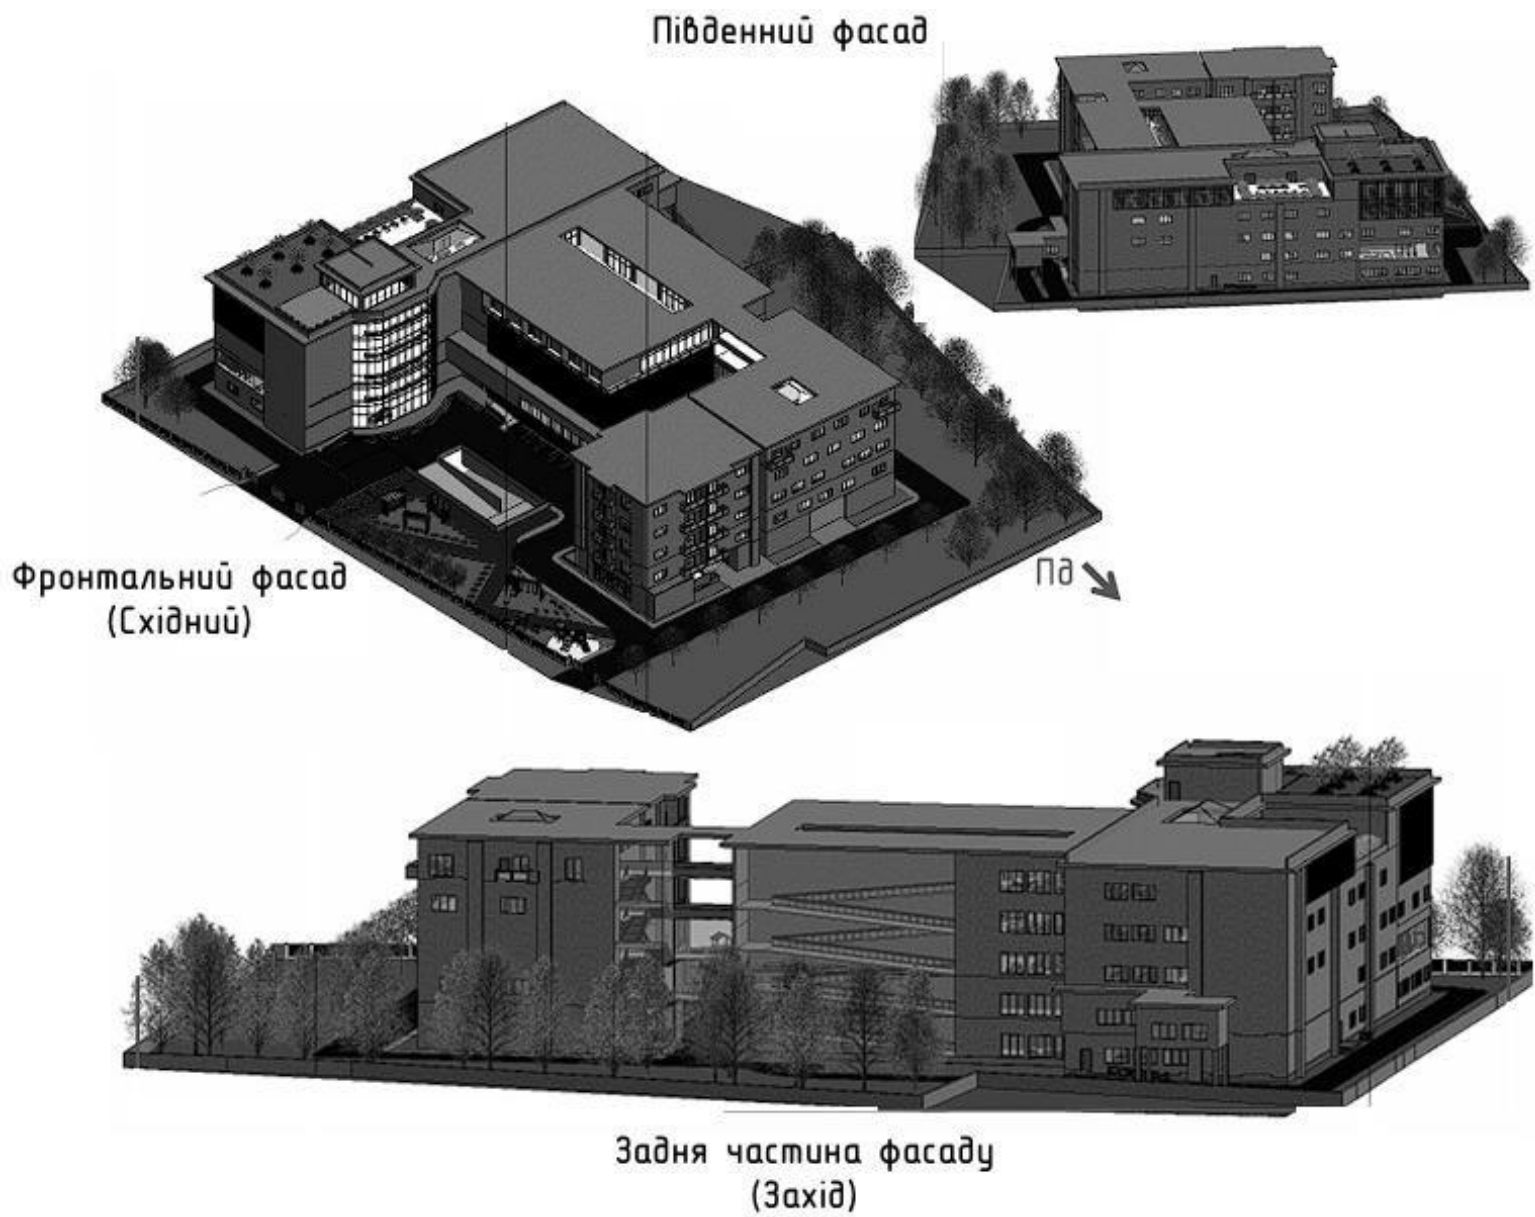 Південний фасад
Фронтальний фасад
(Східний)
Пд
Задня частина фасаду
(Захід)